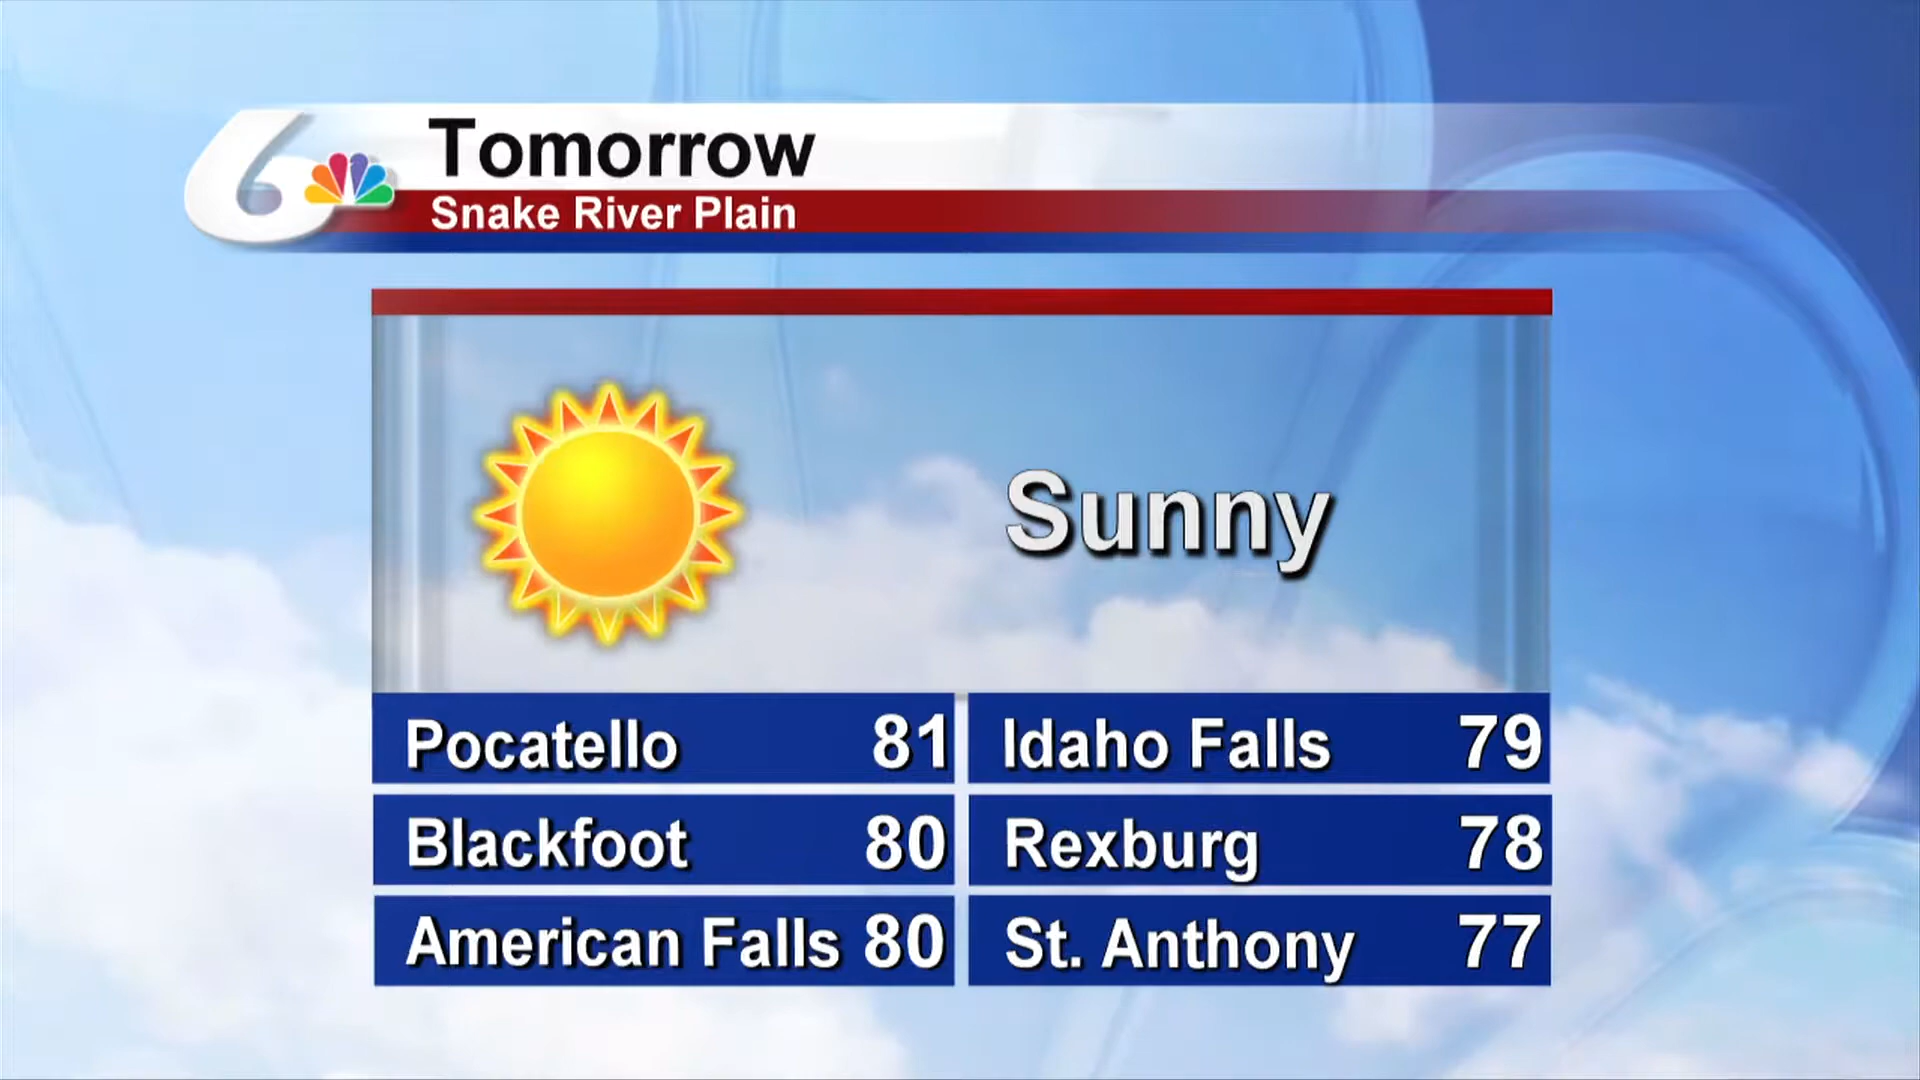 6
Tomorrow
Snake River Plain
Sunny
Pocatello 81
Idaho Falls 79
Blackfoot 80
Rexburg 78
American Falls 80
St. Anthony 77